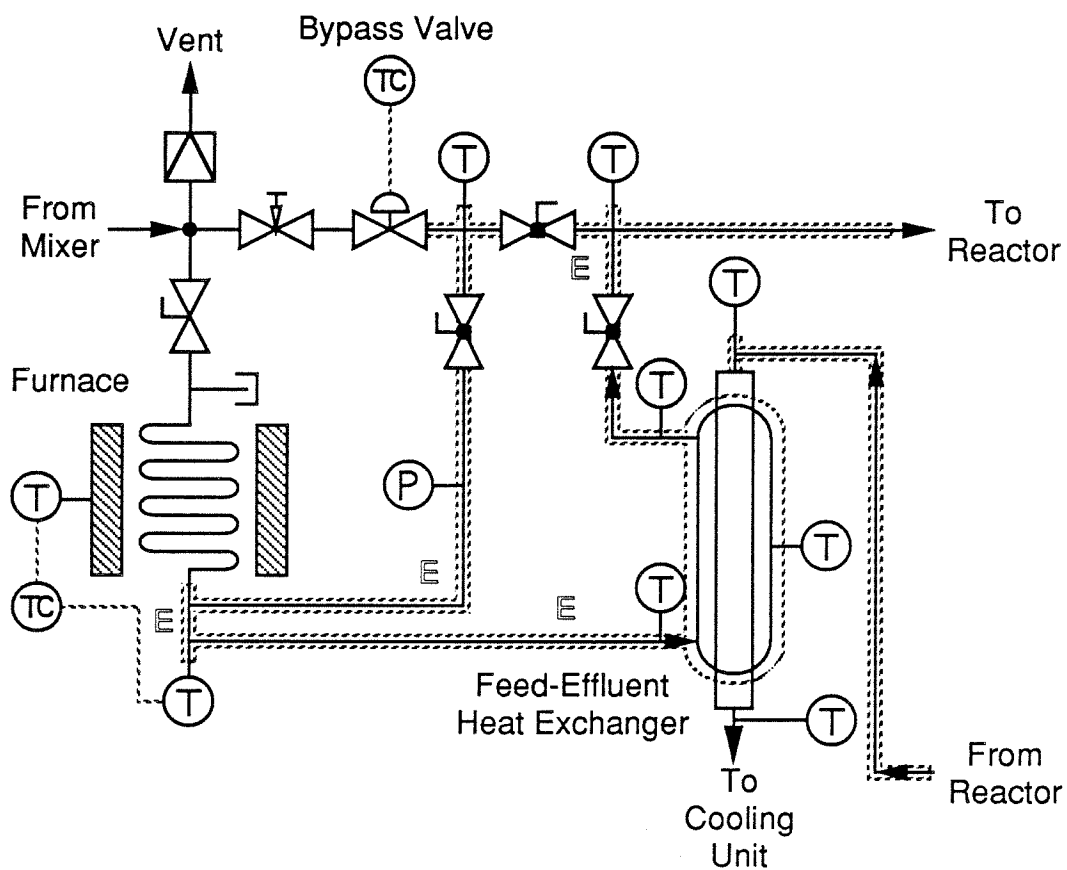 Vent
Bypass Valve
TC
T
T
From
Mixer
To
Reactor
E
T
Furnace
T
T
P
T
E
T
TC
E
E
T
Feed-Effluent
Heat Exchanger
T
From
Reactor
To
Cooling
Unit